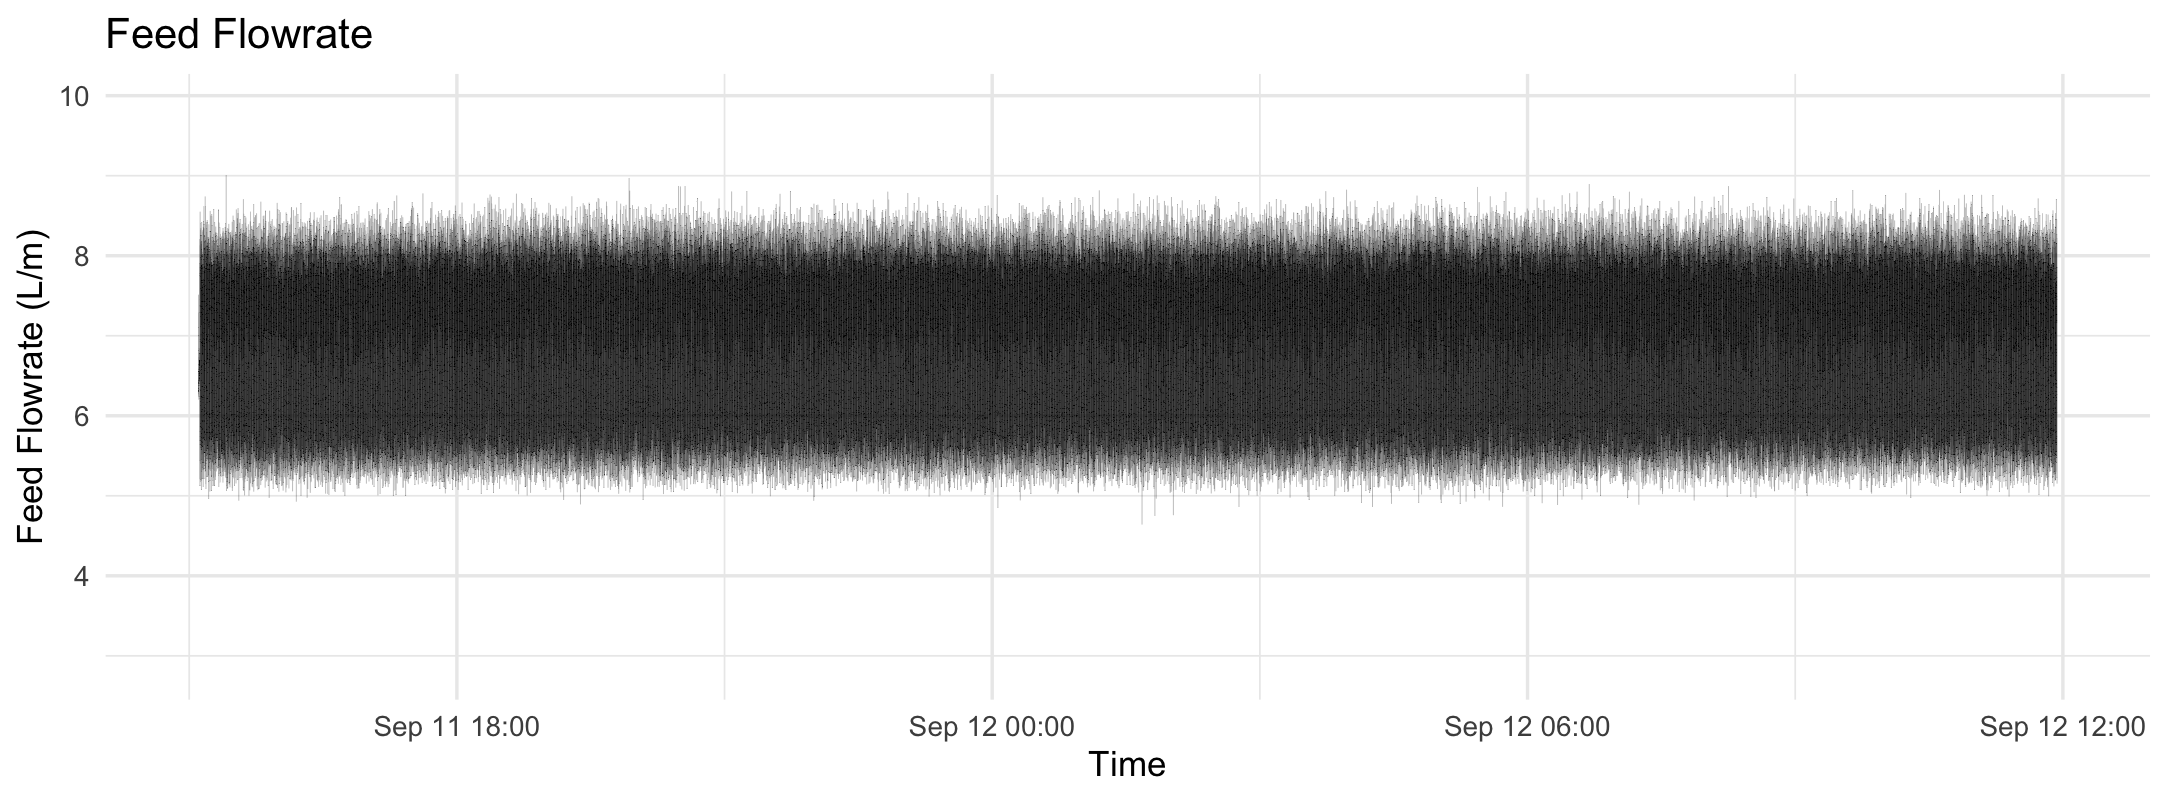 Feed Flowrate
Feed Flowrate (L/m)
10
8
6
4
Sep 11 18:00
Sep 12 00:00
Sep 12 06:00
Sep 12 12:00
Time